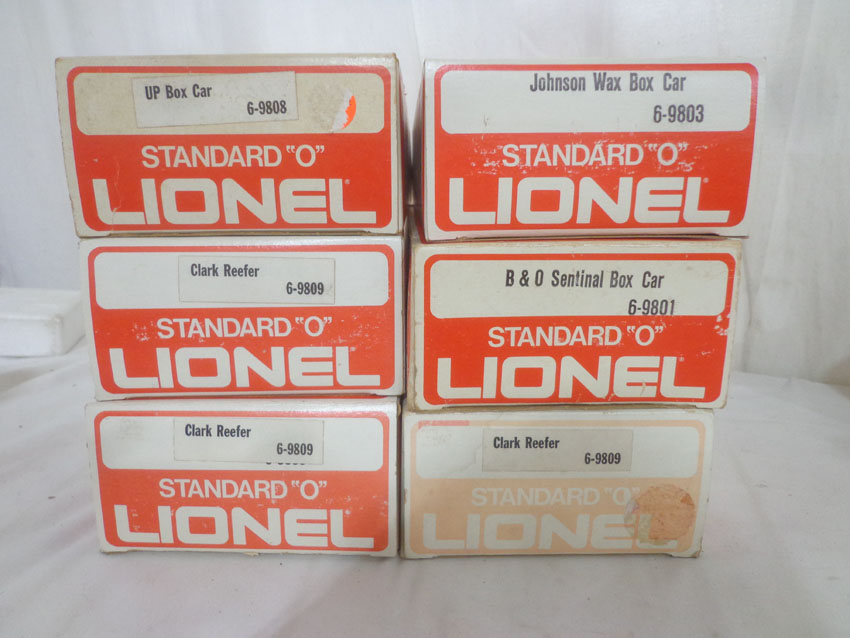 UP Box Car
6-9808
STANDARD "O"
LIONEL
Johnson Wax Box Car
6-9803
STANDARD "O"
LIONEL
Clark Reefer
6-9809
STANDARD "O"
LIONEL
B & O Sentinal Box Car
6-9801
STANDARD "O"
LIONEL
Clark Reefer
6-9809
STANDARD "O"
LIONEL
Clark Reefer
6-9809
STANDARD "O"
LIONEL